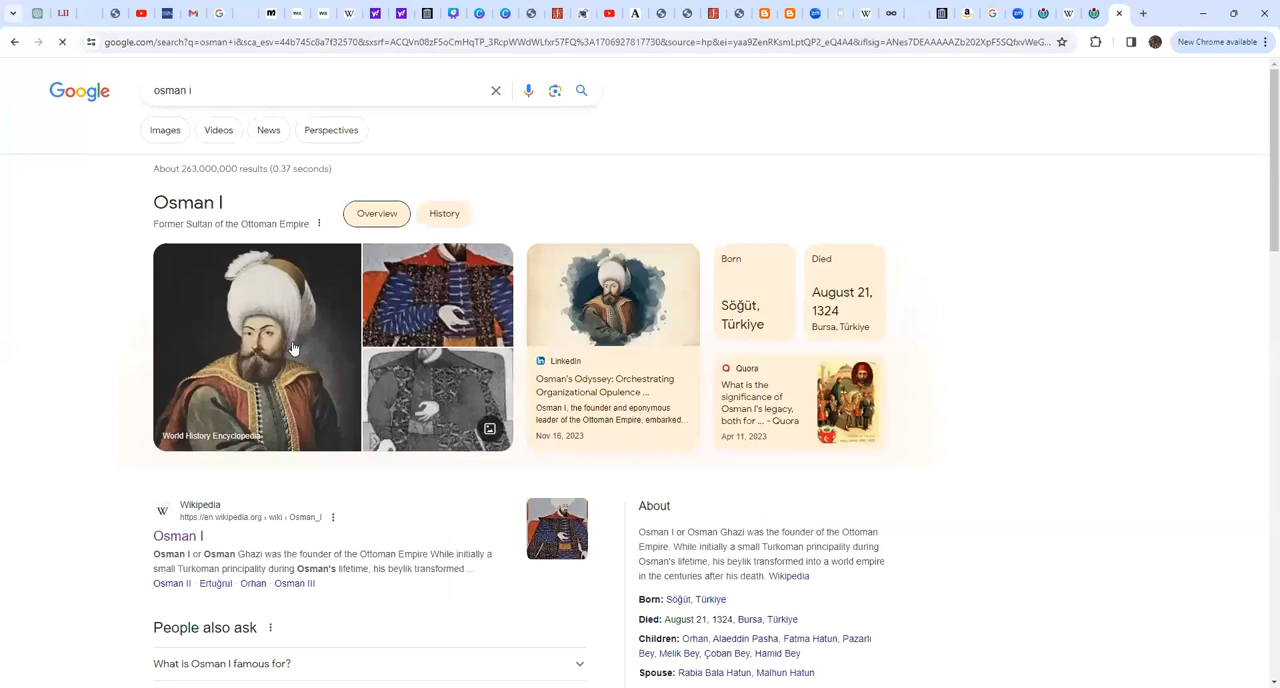 LII
W
A
W
New Chrome available
google.com/search?q=osman+i&sca_esv=44b745c8a7f32570&sxsrf=ACQVn08zF5oCmHqTP_3RcpWWdWLfxr57FQ%3A1706927817730&source=hp&ei=yaa9ZenRKsmLptQP2_eQ4A4&iflsig=ANes7DEAAAAAZb202XpF5SQfxvWeG...
Google
osman i
Images
Videos
News
Perspectives
About 263,000,000 results (0.37 seconds)
Osman I
Former Sultan of the Ottoman Empire
Overview
History
World History Encyclopedia
LinkedIn
Osman's Odyssey: Orchestrating
Organizational Opulence ...
Osman I, the founder and eponymous
leader of the Ottoman Empire, embarked...
Nov 16, 2023
Born
Söğüt,
Türkiye
Died
August 21,
1324
Bursa, Türkiye
Quora
What is the
significance of
Osman I's legacy,
both for ... - Quora
Apr 11, 2023
W
Wikipedia
https://en.wikipedia.org › wiki › Osman_I
Osman I
Osman I or Osman Ghazi was the founder of the Ottoman Empire While initially a
small Turkoman principality during Osman's lifetime, his beylik transformed ...
Osman II · Ertuğrul · Orhan · Osman III
People also ask
What is Osman I famous for?
About
Osman I or Osman Ghazi was the founder of the Ottoman
Empire. While initially a small Turkoman principality during
Osman's lifetime, his beylik transformed into a world empire
in the centuries after his death. Wikipedia
Born: Söğüt, Türkiye
Died: August 21, 1324, Bursa, Türkiye
Children: Orhan, Alaeddin Pasha, Fatma Hatun, Pazarlı
Bey, Melik Bey, Çoban Bey, Hamid Bey
Spouse: Rabia Bala Hatun, Malhun Hatun